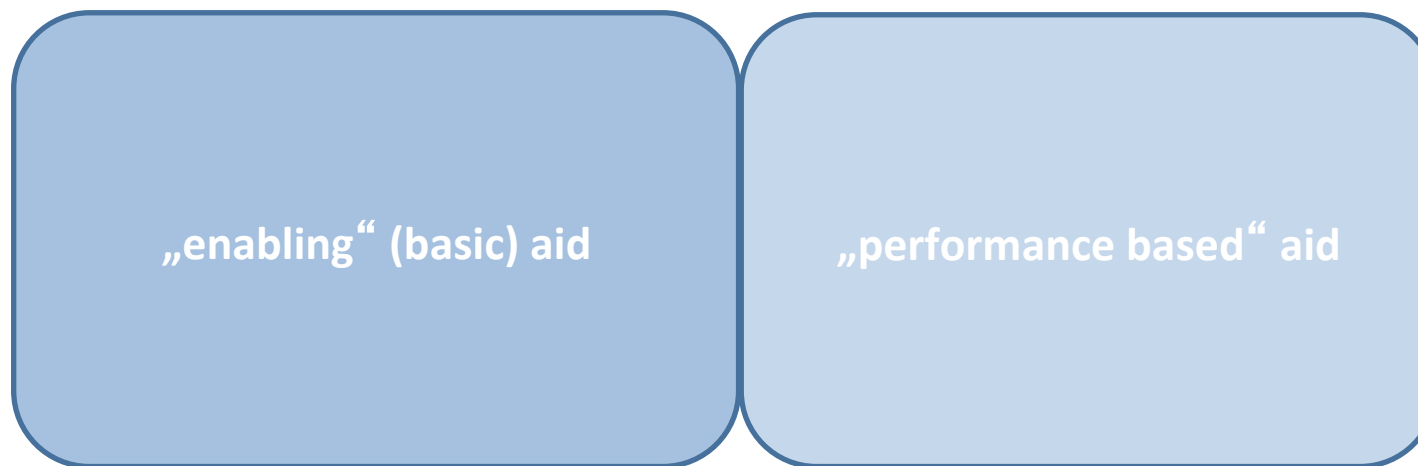 „enabling“ (basic) aid
„performance based“ aid